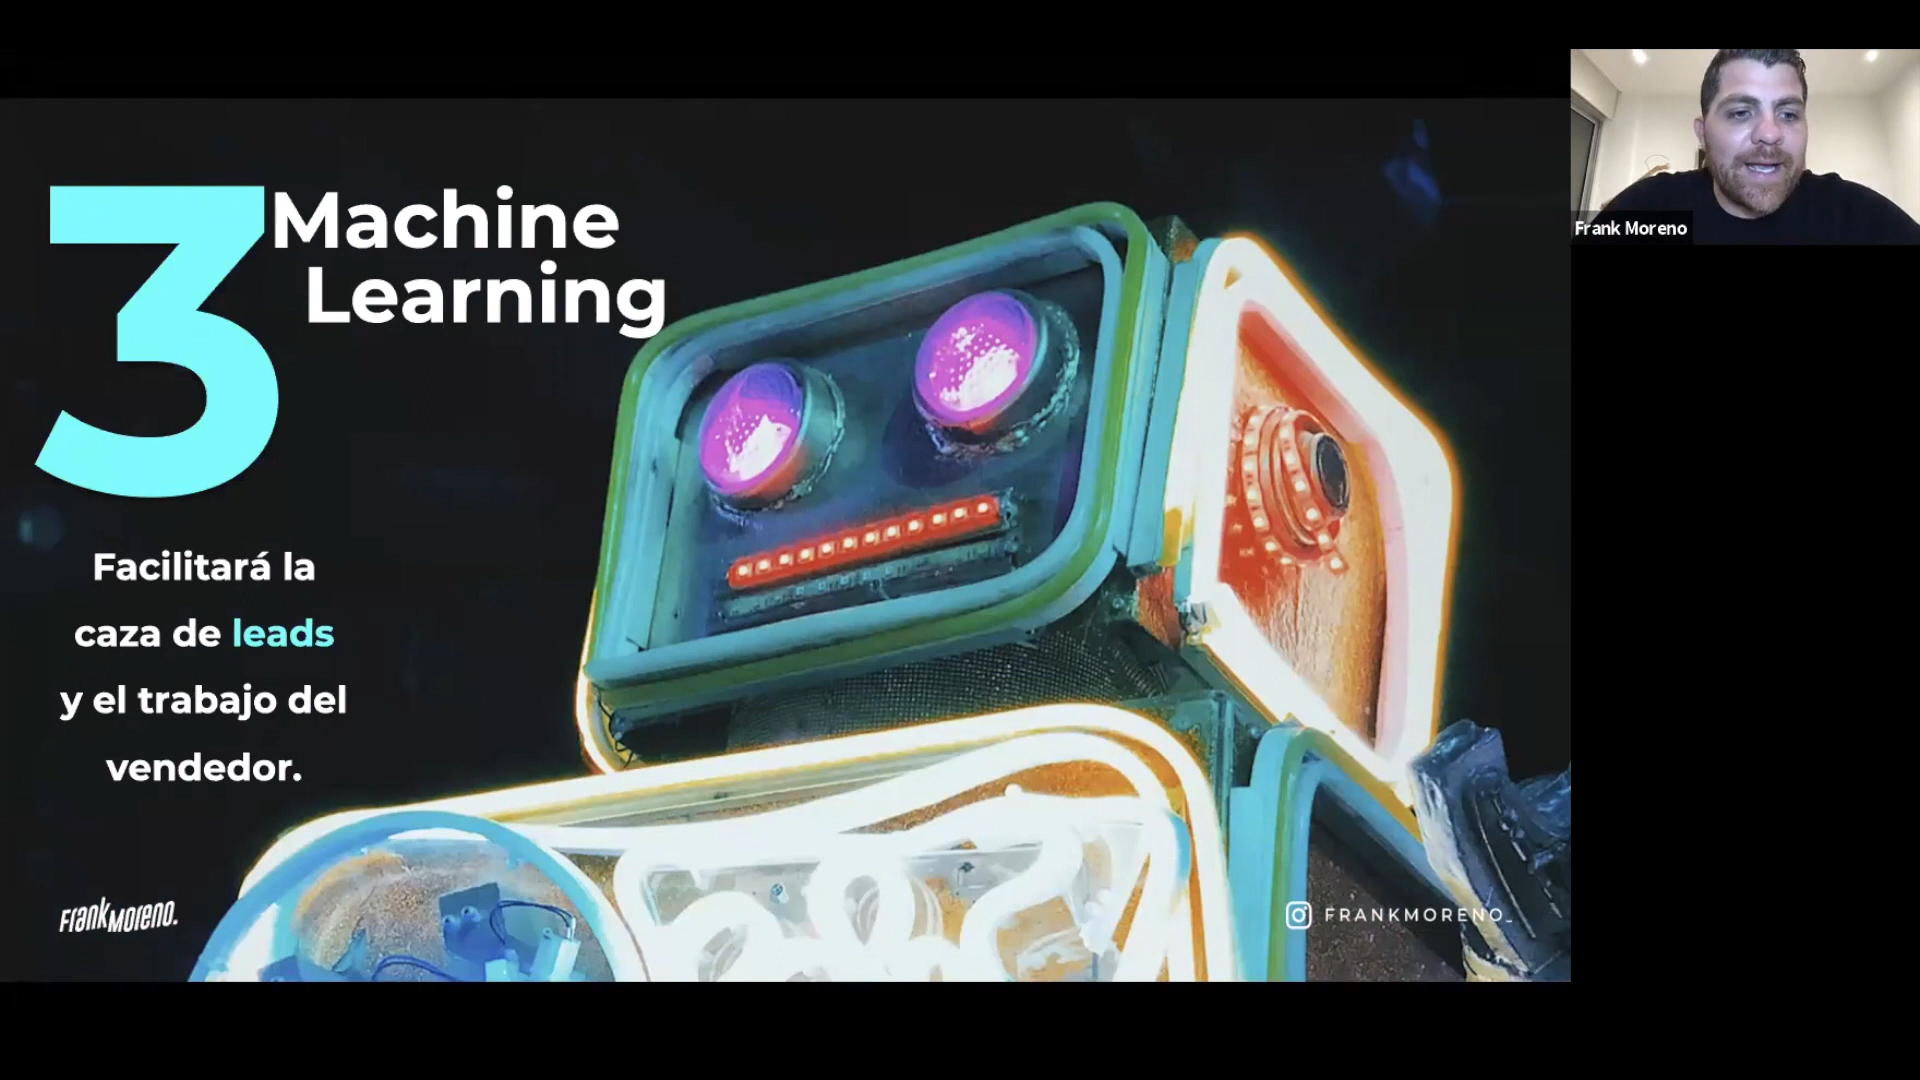 3 Machine
Learning
Facilitará la
caza de leads
y el trabajo del
vendedor.
FrankMoreno.
FRANKMORENO_
Frank Moreno